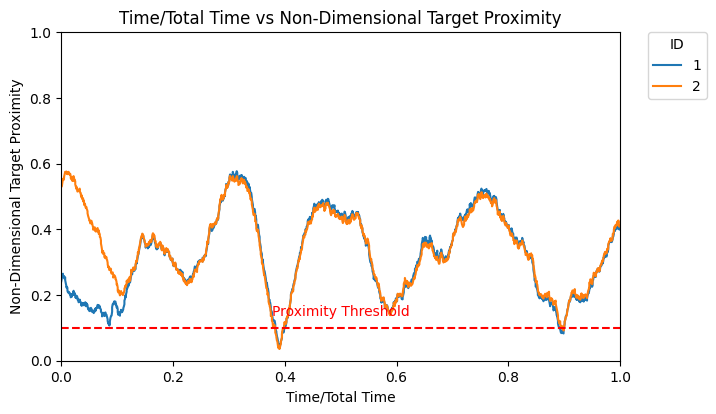 Time/Total Time vs Non-Dimensional Target Proximity
ID
1
2
Non-Dimensional Target Proximity
1.0
0.8
0.6
0.4
0.2
0.0
Proximity Threshold
0.0 0.2 0.4 0.6 0.8 1.0
Time/Total Time